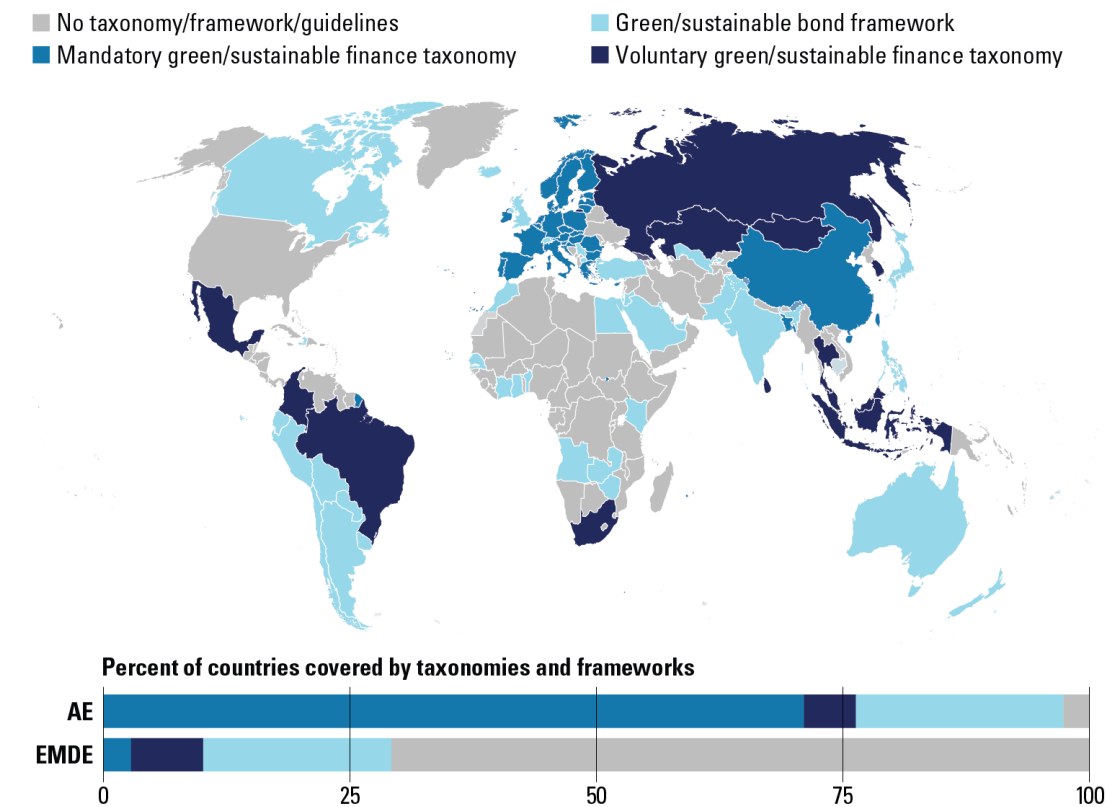 No taxonomy/framework/guidelines
Green/sustainable bond framework
Mandatory green/sustainable finance taxonomy
Voluntary green/sustainable finance taxonomy
Percent of countries covered by taxonomies and frameworks
AE
EMDE
0 25 50 75 100